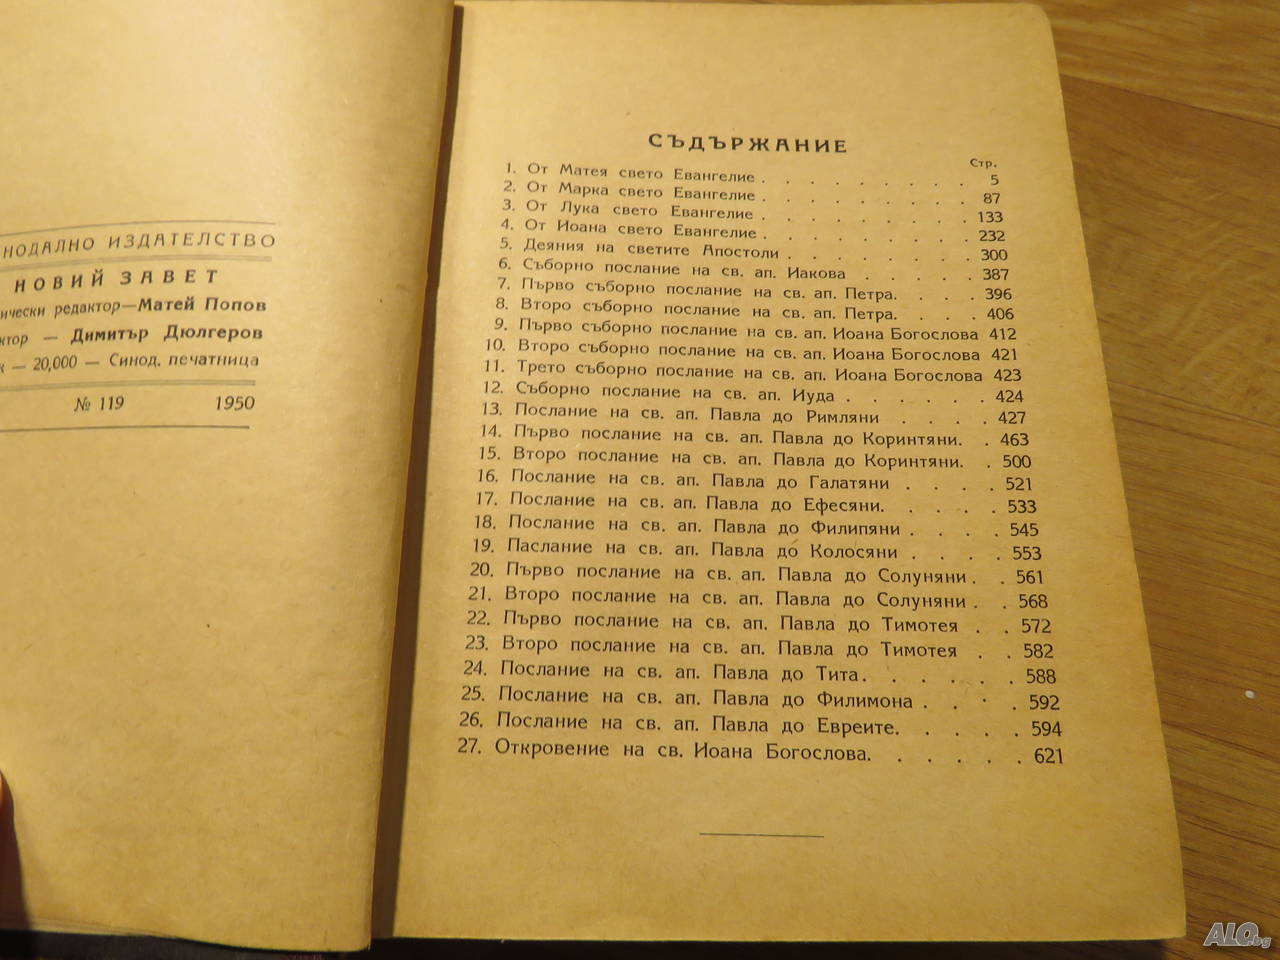 ИЗДАТЕЛСТВО
НОВИЙ ЗАВЕТ
редактор—Матей Попов
— Димитър Дюлгеров
— 20,000 — Синод. печатница
№ 119 1950
СЪДЪРЖАНИЕ
Стр.
1. От Матея свето Евангелие . . . . . . . . . 5
2. От Марка свето Евангелие . . . . . . . . . 87
3. От Лука свето Евангелие . . . . . . . . . 133
4. От Иоана свето Евангелие . . . . . . . . . 232
5. Деяния на светите Апостоли . . . . . . . . 300
6. Съборно послание на св. ап. Иакова . . . . . 387
7. Първо съборно послание на св. ап. Петра. . . . 396
8. Второ съборно послание на св. ап. Петра. . . . 406
9. Първо съборно послание на св. ап. Иоана Богослова 412
10. Второ съборно послание на св. ап. Иоана Богослова 421
11. Трето съборно послание на св. ап. Иоана Богослова 423
12. Съборно послание на св. ап. Иуда . . . . . . 424
13. Послание на св. ап. Павла до Римляни . . . . 427
14. Първо послание на св. ап. Павла до Коринтяни. . 463
15. Второ послание на св. ап. Павла до Коринтяни. . 500
16. Послание на св. ап. Павла до Галатяни . . . . 521
17. Послание на св. ап. Павла до Ефесяни. . . . . 533
18. Послание на св. ап. Павла до Филипяни . . . . 545
19. Паслание на св. ап. Павла до Колосяни . . . . 553
20. Първо послание на св. ап. Павла до Солуняни . . 561
21. Второ послание на св. ап. Павла до Солуняни . . 568
22. Първо послание на св. ап. Павла до Тимотея . . 572
23. Второ послание на св. ап. Павла до Тимотея . . 582
24. Послание на св. ап. Павла до Тита. . . . . . 588
25. Послание на св. ап. Павла до Филимона . . . . 592
26. Послание на св. ап. Павла до Евреите. . . . . 594
27. Откровение на св. Иоана Богослова. . . . . . 621
ALO.bg